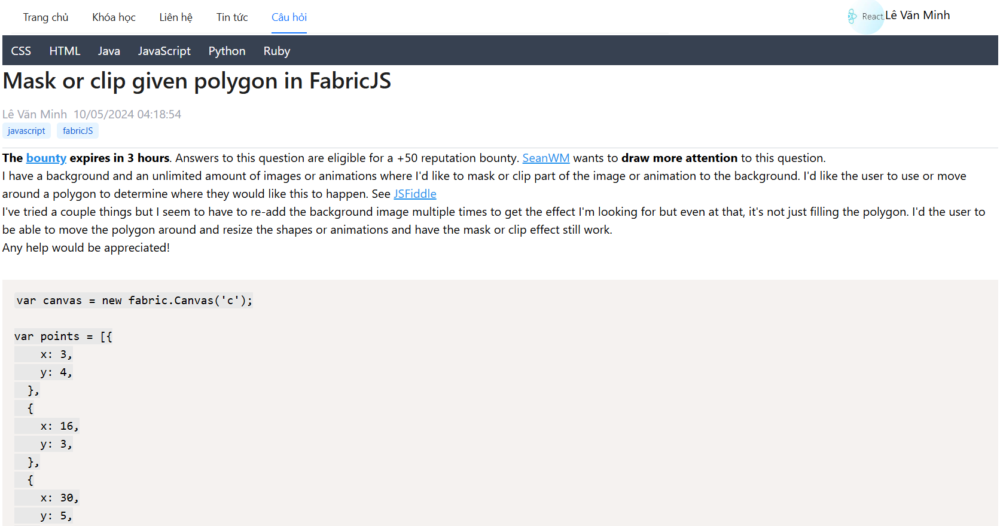 Trang chủ Khóa học Liên hệ Tin tức Câu hỏi React. Lê Văn Minh
CSS HTML Java JavaScript Python Ruby
Mask or clip given polygon in FabricJS
Lê Văn Minh 10/05/2024 04:18:54
javascript fabricJS
The bounty expires in 3 hours. Answers to this question are eligible for a +50 reputation bounty. SeanWM wants to draw more attention to this question.
I have a background and an unlimited amount of images or animations where I'd like to mask or clip part of the image or animation to the background. I'd like the user to use or move
around a polygon to determine where they would like this to happen. See JSFiddle
I've tried a couple things but I seem to have to re-add the background image multiple times to get the effect I'm looking for but even at that, it's not just filling the polygon. I'd the user to
be able to move the polygon around and resize the shapes or animations and have the mask or clip effect still work.
Any help would be appreciated!
var canvas = new fabric.Canvas('c');
var points = [{
x: 3,
y: 4,
},
{
x: 16,
y: 3,
},
{
x: 30,
y: 5,